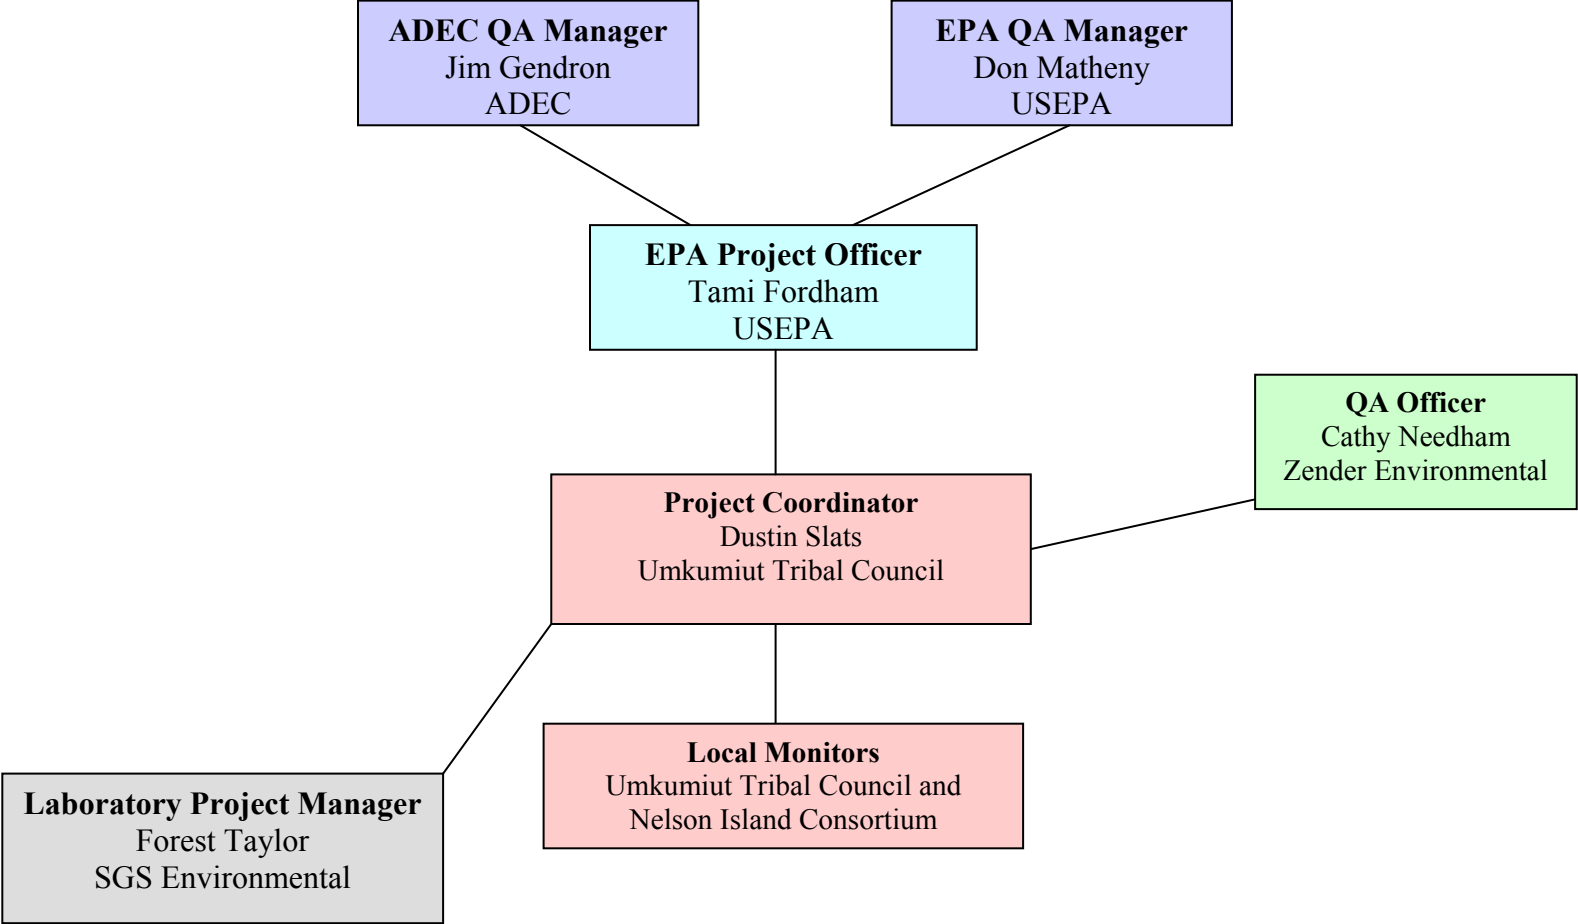 ADEC QA Manager
Jim Gendron
ADEC
EPA QA Manager
Don Matheny
USEPA
EPA Project Officer
Tami Fordham
USEPA
QA Officer
Cathy Needham
Zender Environmental
Project Coordinator
Dustin Slats
Umkumiut Tribal Council
Local Monitors
Umkumiut Tribal Council and
Nelson Island Consortium
Laboratory Project Manager
Forest Taylor
SGS Environmental